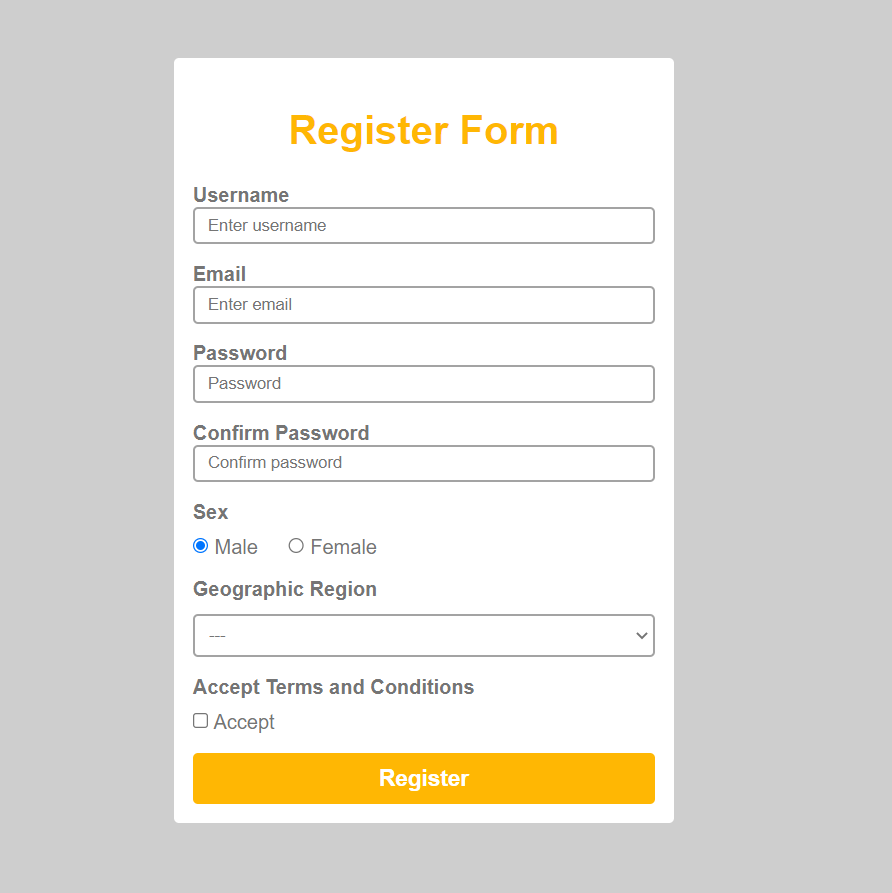 Register Form
Username
Enter username
Email
Enter email
Password
Password
Confirm Password
Confirm password
Sex
Male Female
Geographic Region
---
Accept Terms and Conditions
Accept
Register